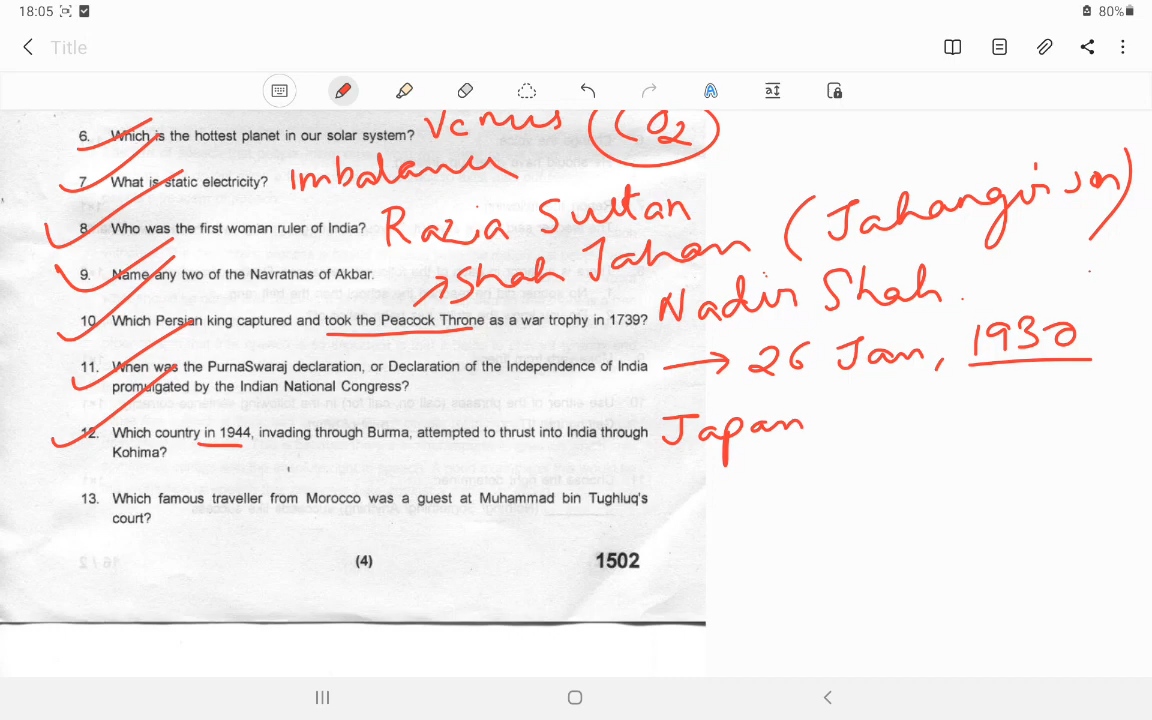 18:05 80%
Title
6. Which is the hottest planet in our solar system? Venus (CO2)
7. What is static electricity? Imbalance
8. Who was the first woman ruler of India? Razia Sultan
9. Name any two of the Navratnas of Akbar. → Shah Jahan (Jahangir son)
10. Which Persian king captured and took the Peacock Throne as a war trophy in 1739? Nadir Shah.
11. When was the PurnaSwaraj declaration, or Declaration of the Independence of India → 26 Jan, 1930
promulgated by the Indian National Congress?
12. Which country in 1944, invading through Burma, attempted to thrust into India through Japan
Kohima?
13. Which famous traveller from Morocco was a guest at Muhammad bin Tughluq's
court?
(4) 1502